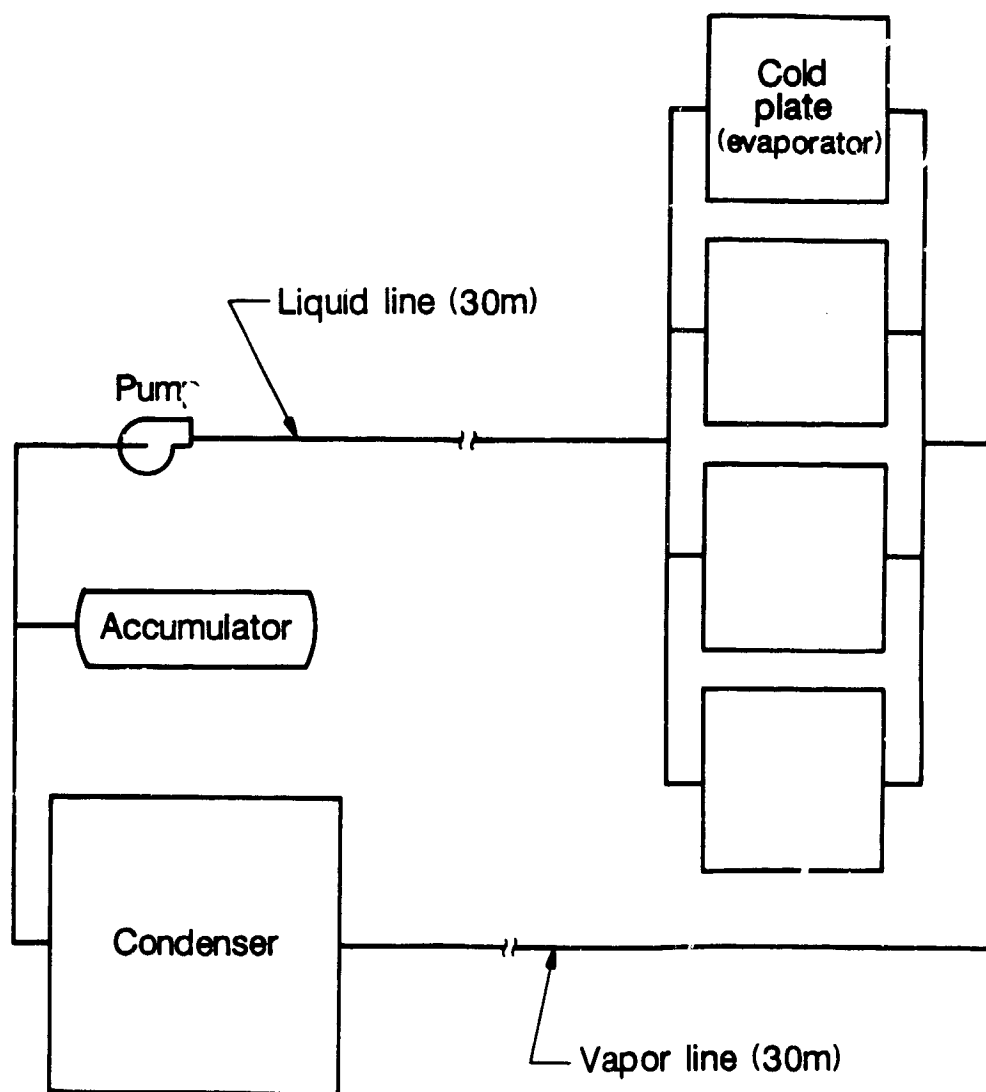 Cold
plate
(evaporator)
Liquid line (30m)
Pump
Accumulator
Condenser
Vapor line (30m)